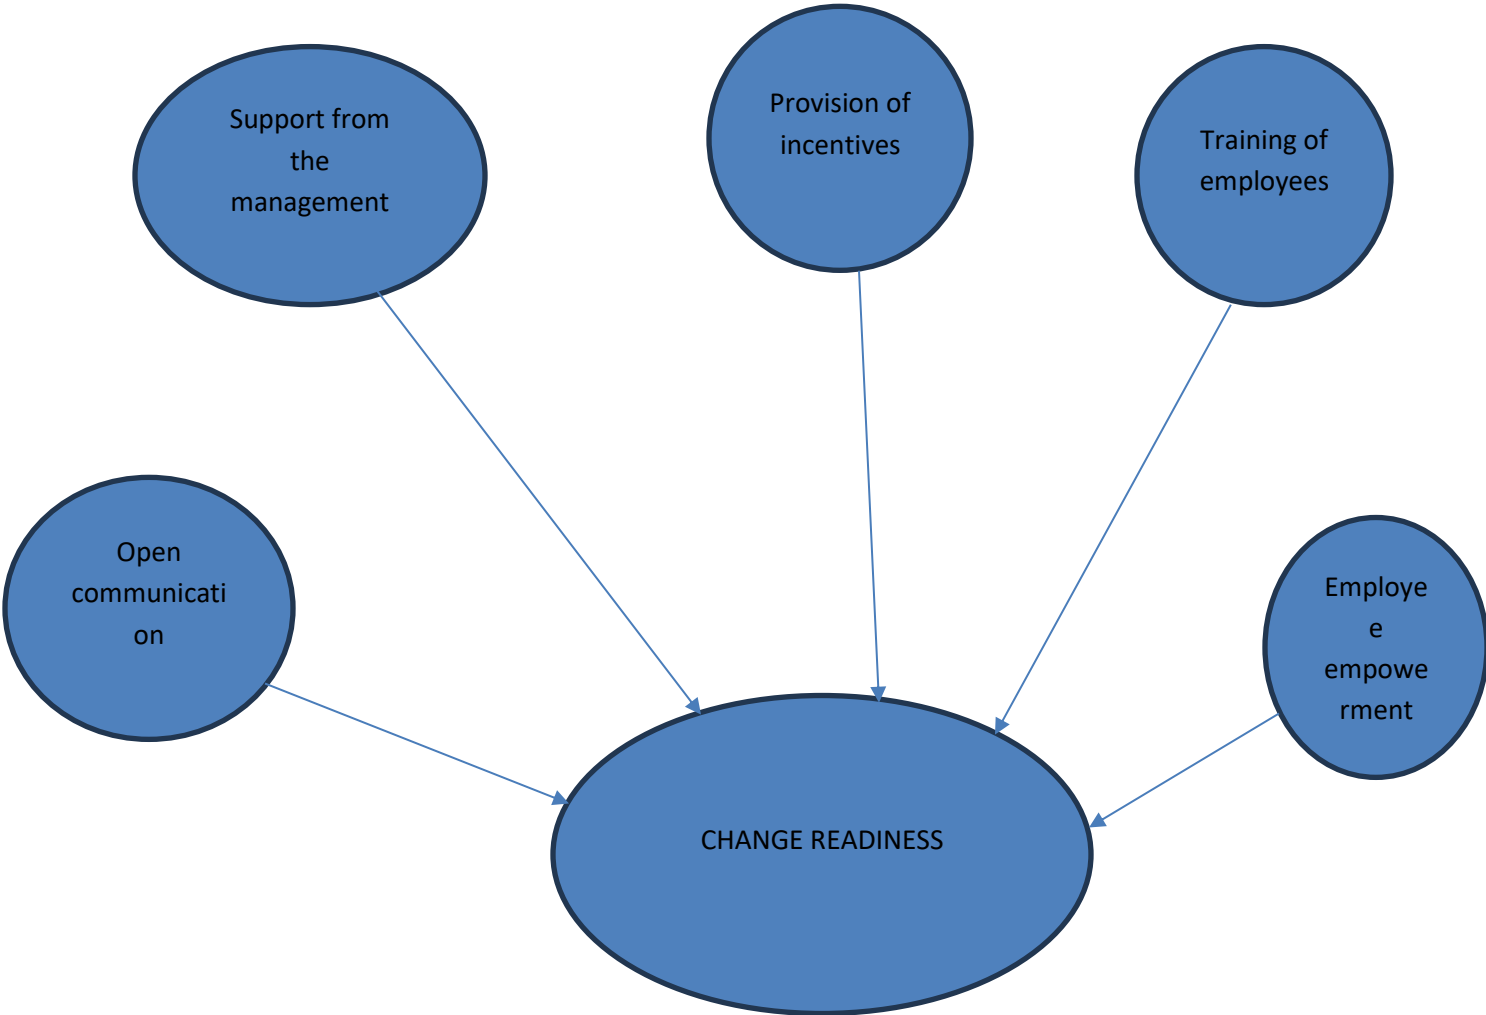 Support from
the
management
Provision of
incentives
Training of
employees
Open
communicati
on
Employe
e
empowe
rment
CHANGE READINESS